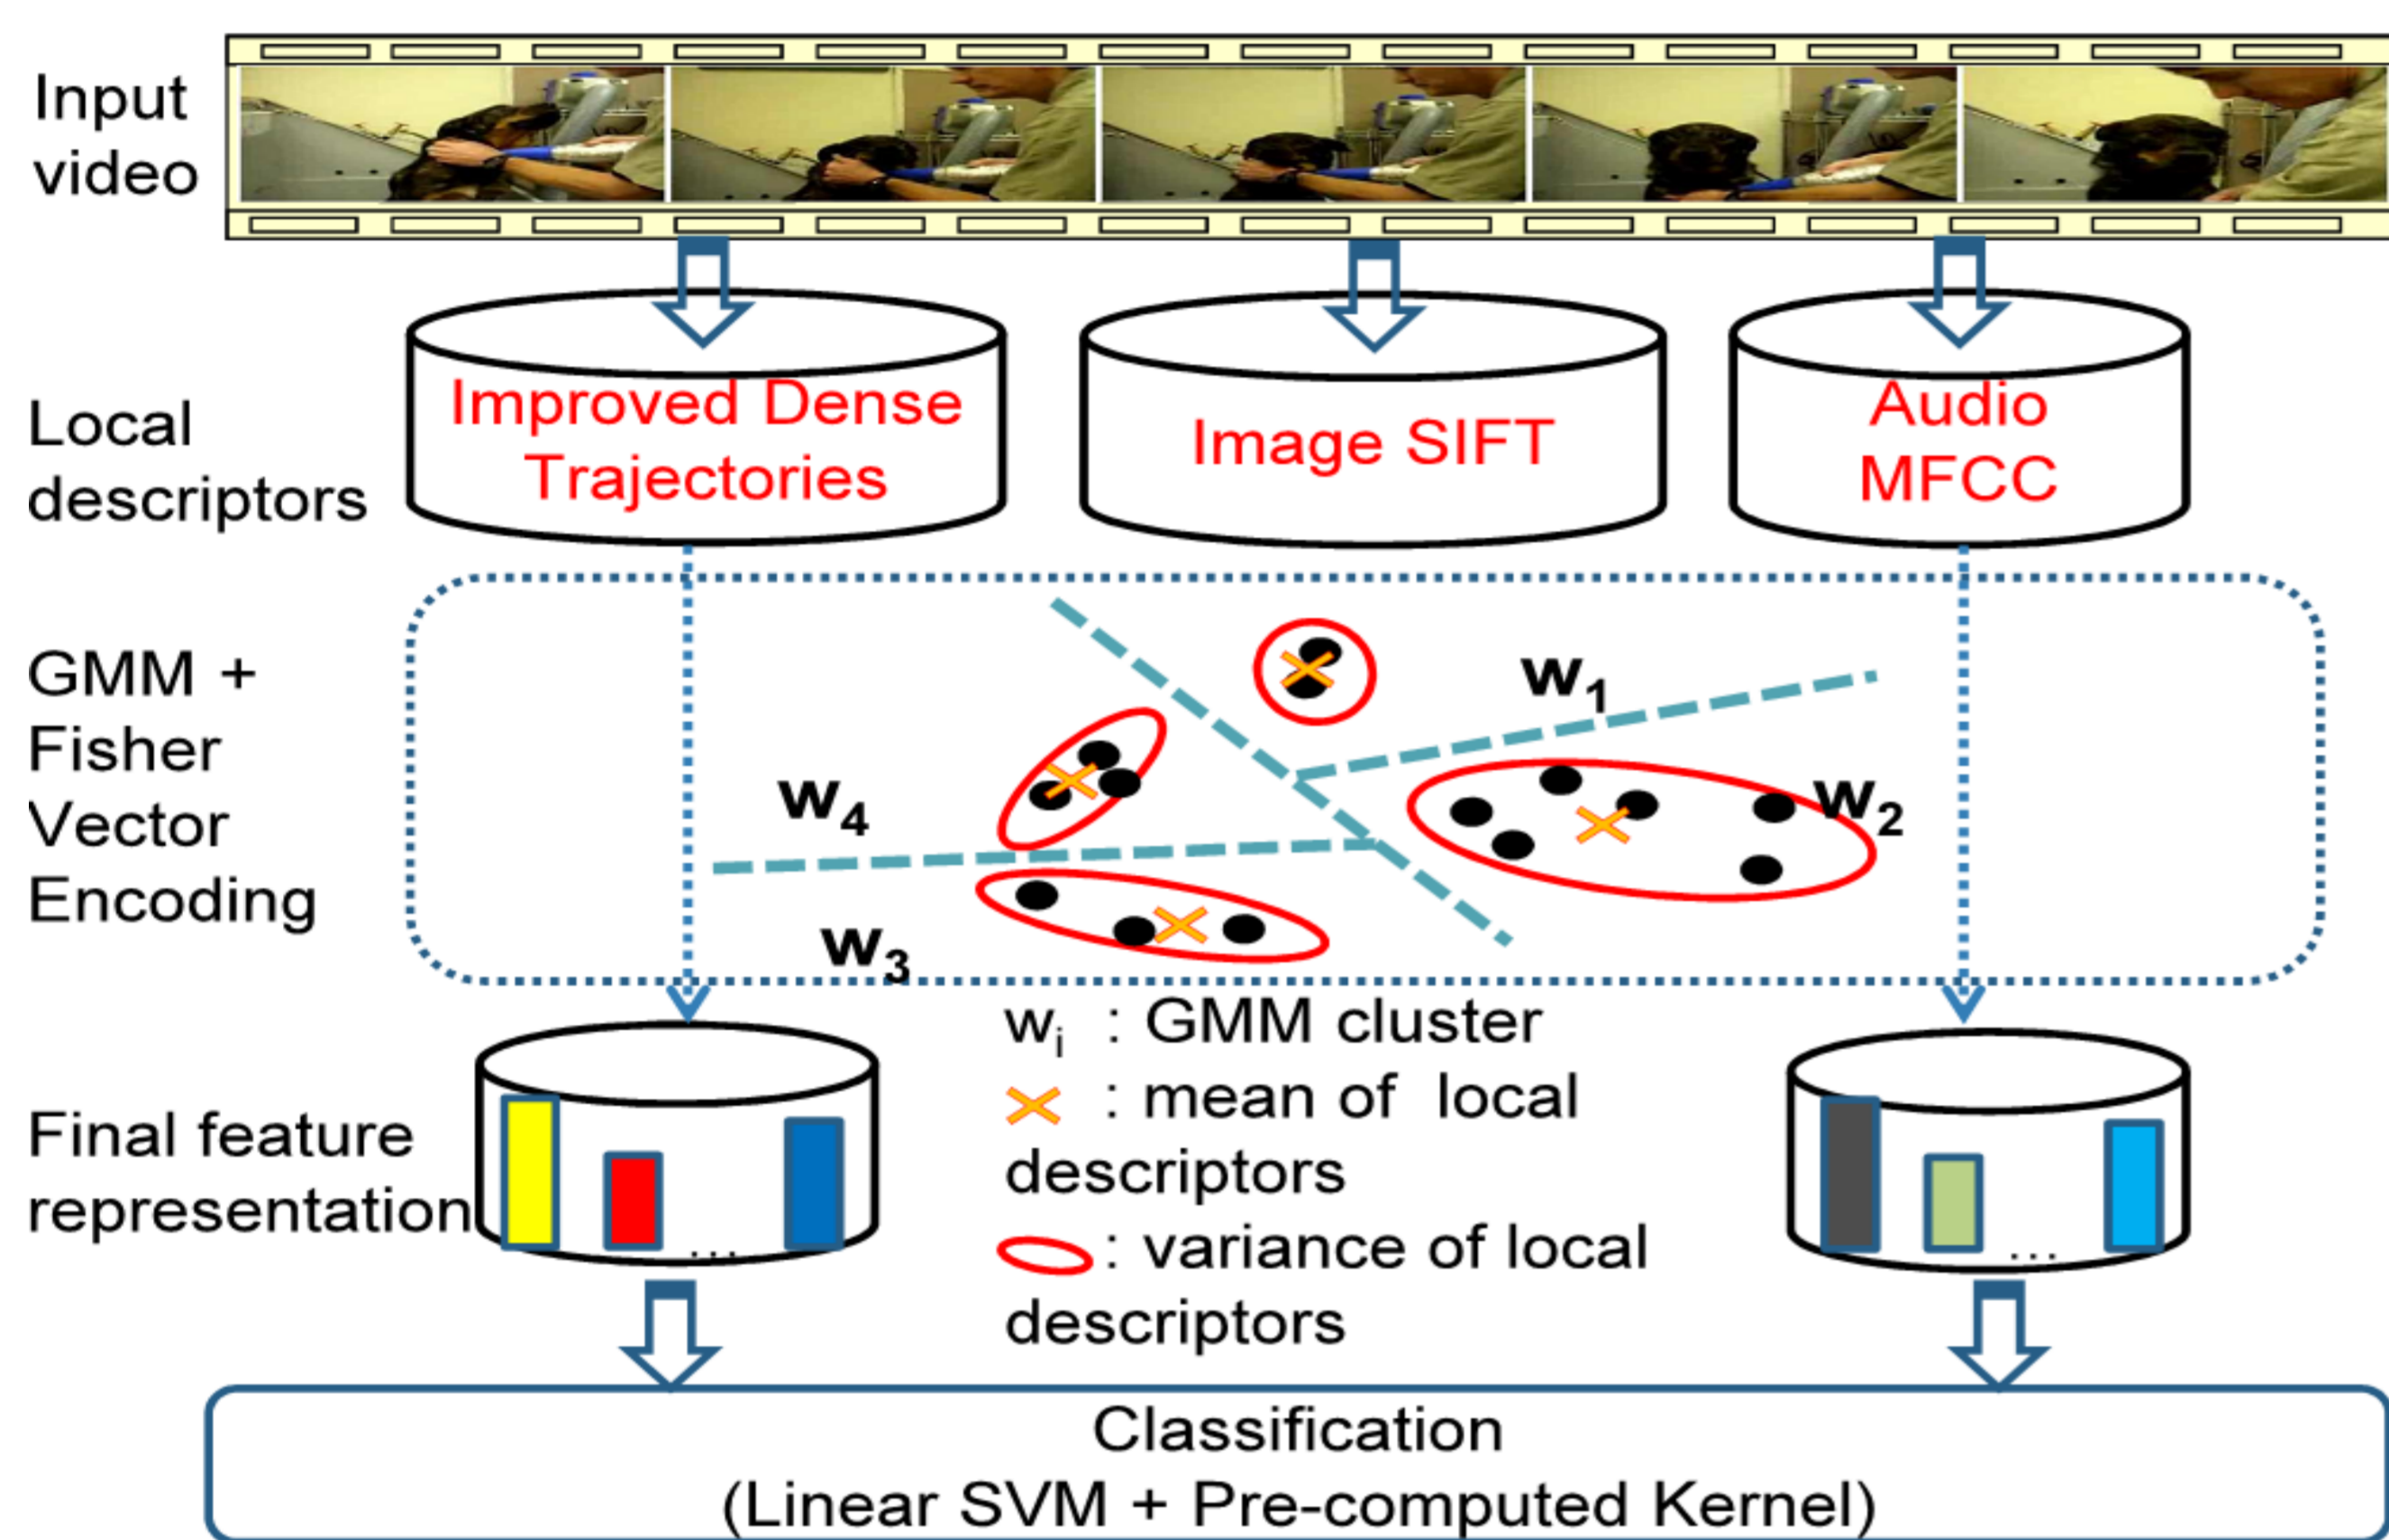 Input
video
Local
descriptors
Improved Dense
Trajectories
Image SIFT
Audio
MFCC
GMM +
Fisher
Vector
Encoding
w1
w2
w4
w3
wi : GMM cluster
: mean of local
descriptors
: variance of local
descriptors
Final feature
representation
...
...
Classification
(Linear SVM + Pre-computed Kernel)